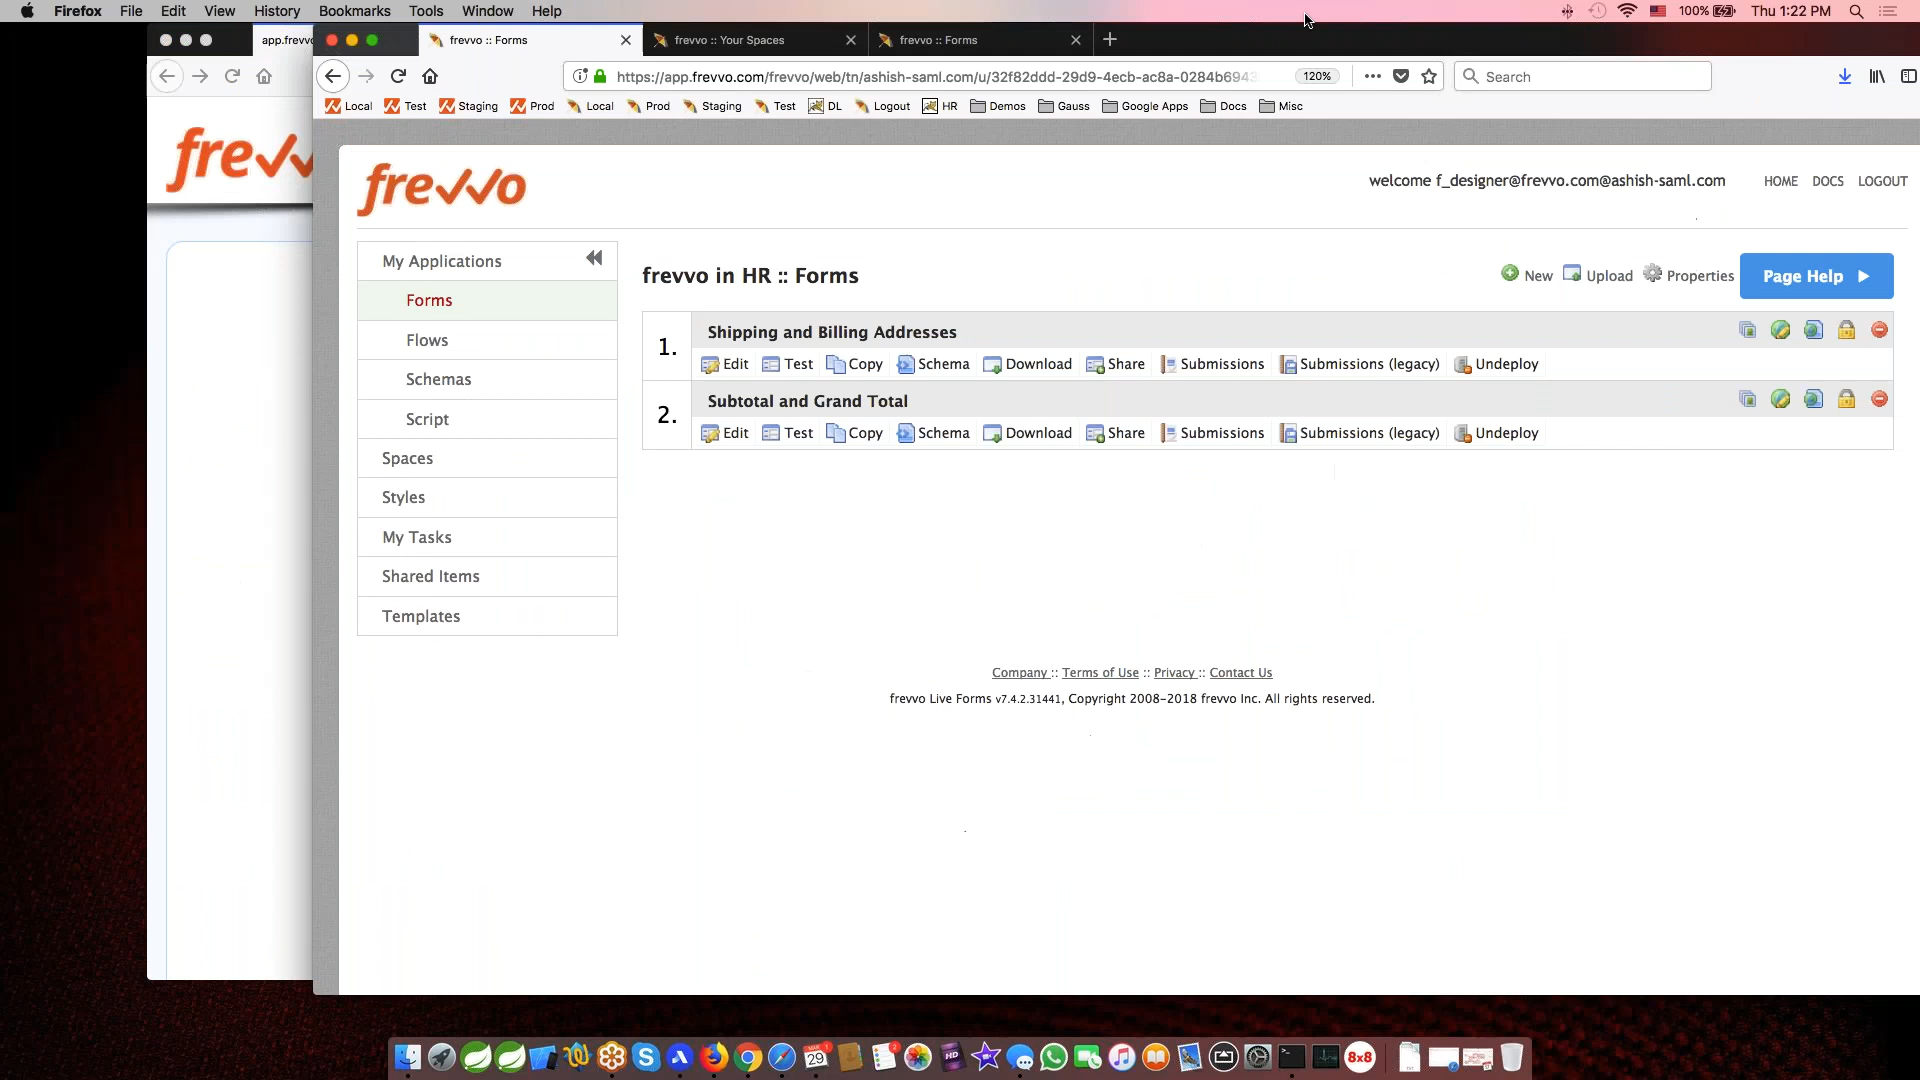 Firefox File Edit View History Bookmarks Tools Window Help 100% Thu 1:22 PM
app.frevvo
frevvo :: Forms frevvo :: Your Spaces frevvo :: Forms
https://app.frevvo.com/frevvo/web/tn/ashish-saml.com/u/32f82ddd-29d9-4ecb-ac8a-0284b6943 120% Search
Local Test Staging Prod Local Prod Staging Test DL Logout HR Demos Gauss Google Apps Docs Misc
frevvo
welcome f_designer@frevvo.com@ashish-saml.com HOME DOCS LOGOUT
My Applications
Forms
Flows
Schemas
Script
Spaces
Styles
My Tasks
Shared Items
Templates
frevvo in HR :: Forms
New Upload Properties Page Help
1. Shipping and Billing Addresses
Edit Test Copy Schema Download Share Submissions Submissions (legacy) Undeploy
2. Subtotal and Grand Total
Edit Test Copy Schema Download Share Submissions Submissions (legacy) Undeploy
Company :: Terms of Use :: Privacy :: Contact Us
frevvo Live Forms v7.4.2.31441, Copyright 2008-2018 frevvo Inc. All rights reserved.
MAR 29 HD 8x8